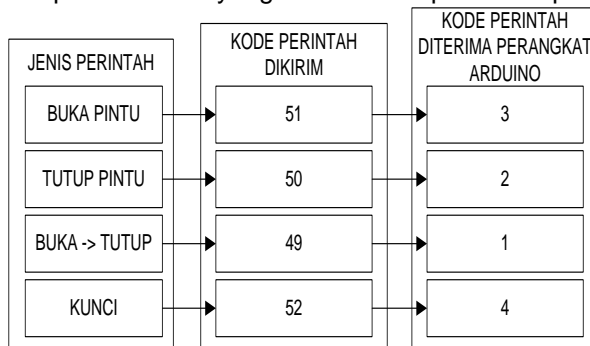 JENIS PERINTAH
BUKA PINTU
TUTUP PINTU
BUKA -> TUTUP
KUNCI
KODE PERINTAH
DIKIRIM
51
50
49
52
KODE PERINTAH
DITERIMA PERANGKAT
ARDUINO
3
2
1
4